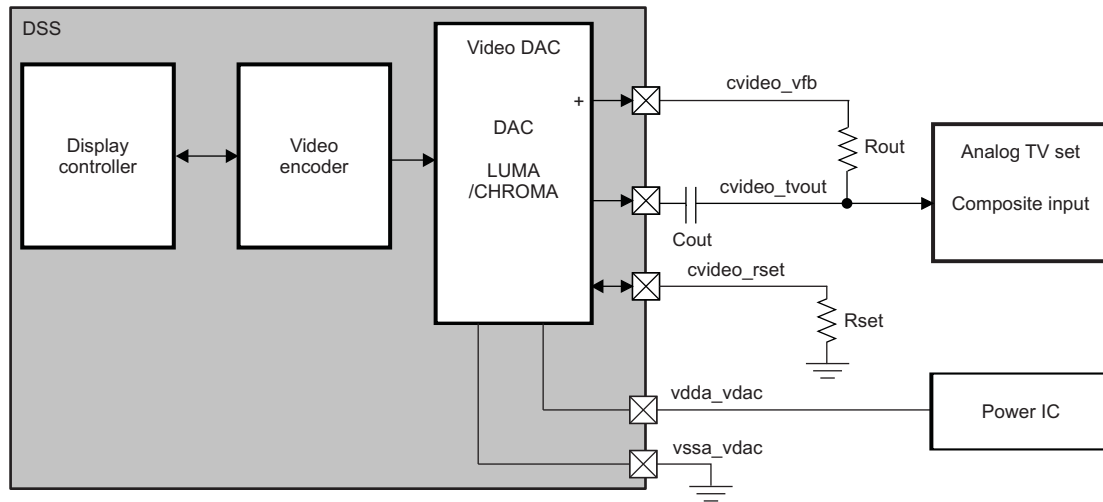 DSS
Display
controller
Video
encoder
Video DAC
+
DAC
LUMA
/CHROMA
cvideo_vfb
Rout
cvideo_tvout
Cout
cvideo_rset
Rset
vdda_vdac
vssa_vdac
Analog TV set
Composite input
Power IC